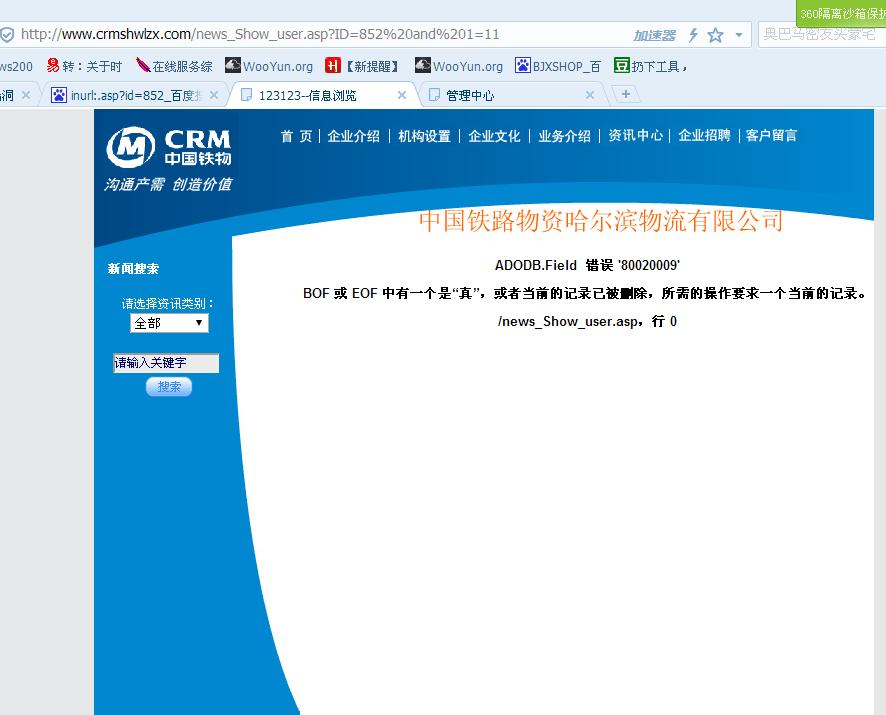 360隔离沙箱保护
http://www.crmshwlzx.com/news_Show_user.asp?ID=852%20and%201=11
加速器
奥巴马密友买豪宅
ws200
转：关于时
在线服务综
WooYun.org
【新提醒】
WooYun.org
BJXSHOP_百
豆 扔下工具，
洞
inurl:.asp?id=852_百度搜
123123--信息浏览
管理中心
CRM
中国铁物
沟通产需 创造价值
首 页 | 企业介绍 | 机构设置 | 企业文化 | 业务介绍 | 资讯中心 | 企业招聘 | 客户留言
中国铁路物资哈尔滨物流有限公司
新闻搜索
ADODB.Field 错误 '80020009'
BOF 或 EOF 中有一个是“真”，或者当前的记录已被删除，所需的操作要求一个当前的记录。
/news_Show_user.asp，行 0
请选择资讯类别：
全部
请输入关键字
搜索